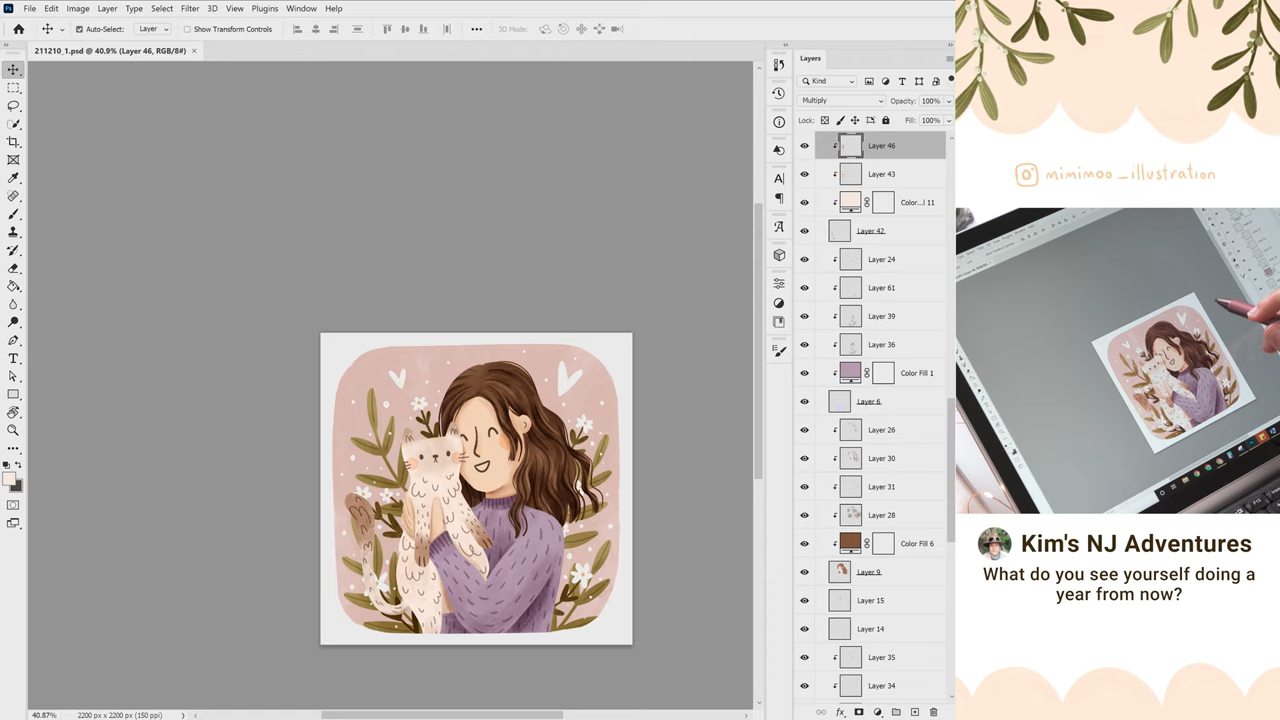 File Edit Image Layer Type Select Filter 3D View Plugins Window Help
Auto-Select: Layer Show Transform Controls 3D Mode:
211210_1.psd @ 40.9% (Layer 46, RGB/8#)
Layers
Kind
Multiply Opacity: 100%
Lock: Fill: 100%
Layer 46
Layer 43
Color...l 11
Layer 42
Layer 24
Layer 61
Layer 39
Layer 36
Color Fill 1
Layer 6
Layer 26
Layer 30
Layer 31
Layer 28
Color Fill 6
Layer 9
Layer 15
Layer 14
Layer 35
Layer 34
40.87% 2200 px x 2200 px (150 ppi)
mimimoo_illustration
Kim's NJ Adventures
What do you see yourself doing a
year from now?